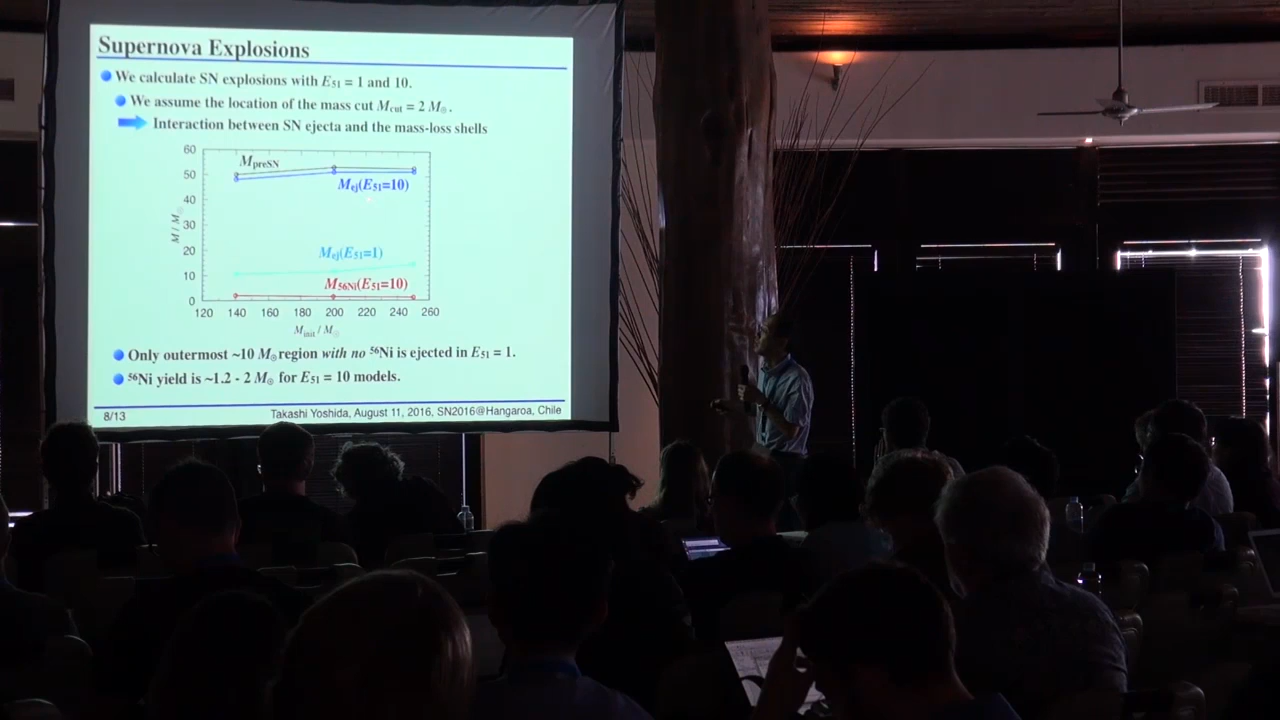 Supernova Explosions
We calculate SN explosions with E51 = 1 and 10.
We assume the location of the mass cut Mcut = 2 M⊙.
Interaction between SN ejecta and the mass-loss shells
60
50
40
30
20
10
0
M / M⊙
MpreSN
Mej(E51=10)
Mej(E51=1)
M56Ni(E51=10)
120 140 160 180 200 220 240 260
Minit / M⊙
Only outermost ~10 M⊙ region with no ⁵⁶Ni is ejected in E51 = 1.
⁵⁶Ni yield is ~1.2 - 2 M⊙ for E51 = 10 models.
8/13 Takashi Yoshida, August 11, 2016, SN2016@Hangaroa, Chile